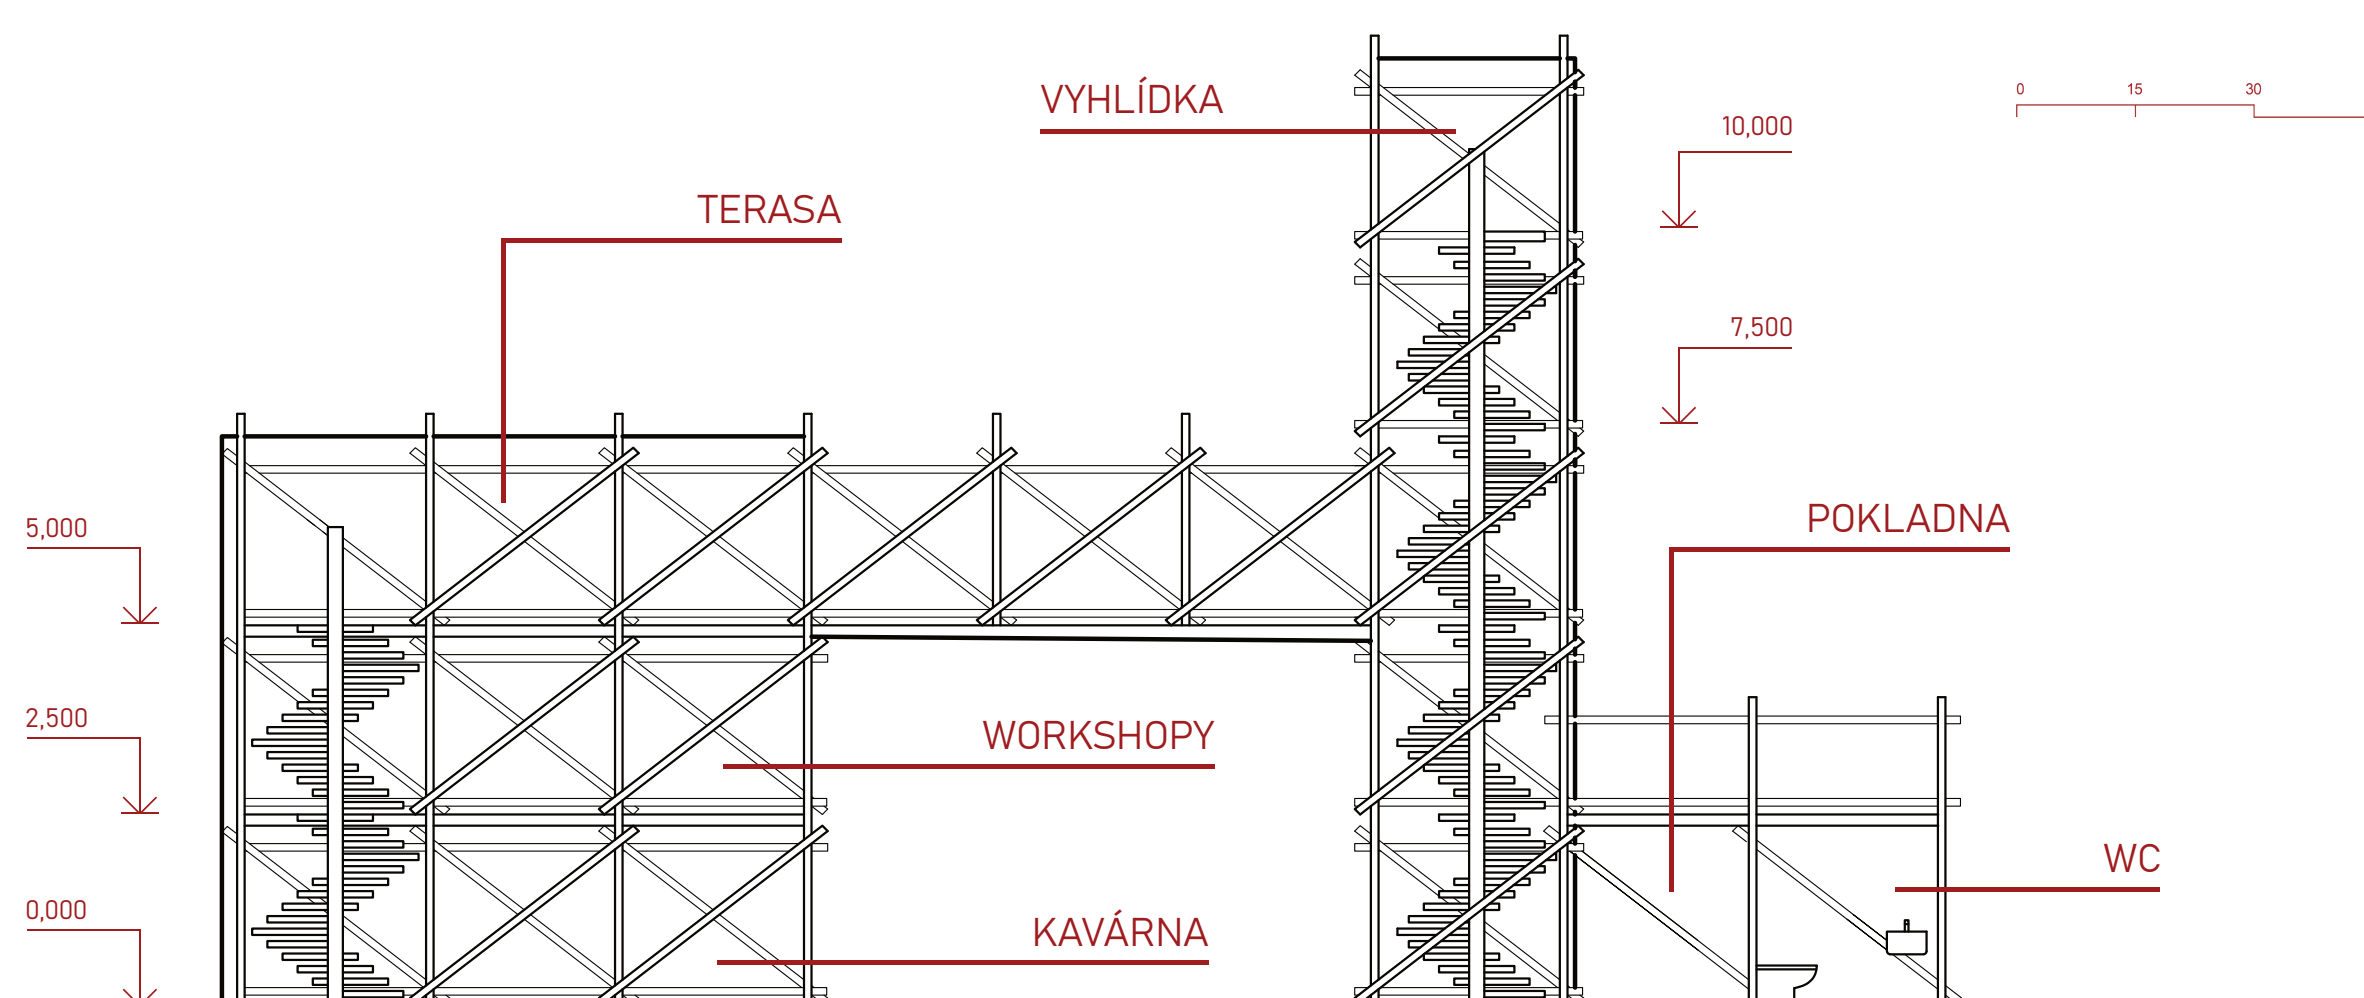 VYHLÍDKA
0 15 30
10,000
TERASA
7,500
5,000
POKLADNA
2,500
WORKSHOPY
WC
0,000
KAVÁRNA